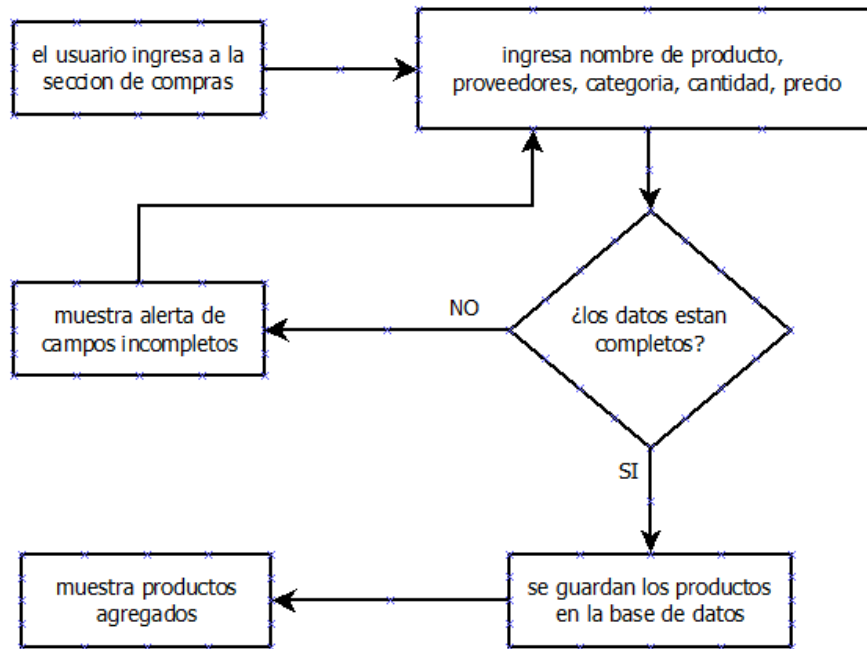 el usuario ingresa a la
seccion de compras
ingresa nombre de producto,
proveedores, categoria, cantidad, precio
muestra alerta de
campos incompletos
NO
¿los datos estan
completos?
SI
muestra productos
agregados
se guardan los productos
en la base de datos